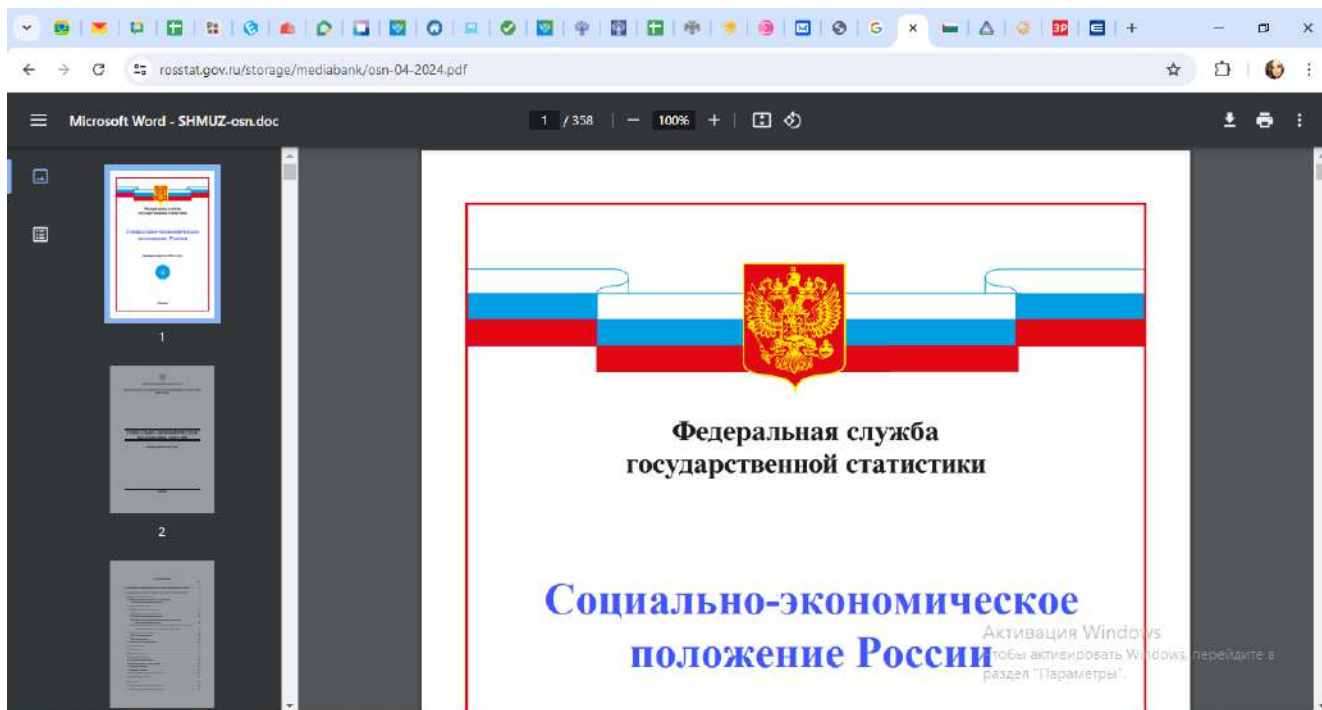 rosstat.gov.ru/storage/mediabank/osn-04-2024.pdf
Microsoft Word - SHMUZ-osn.doc
1 / 358
100%
1
2
Федеральная служба
государственной статистики
Социально-экономическое
положение России
Активация Windows
Чтобы активировать Windows, перейдите в
раздел "Параметры".